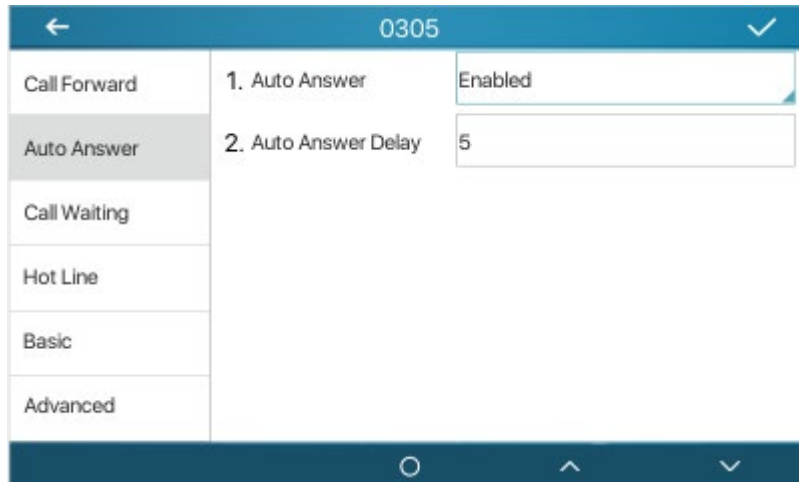 0305
Call Forward
1. Auto Answer
Enabled
Auto Answer
2. Auto Answer Delay
5
Call Waiting
Hot Line
Basic
Advanced